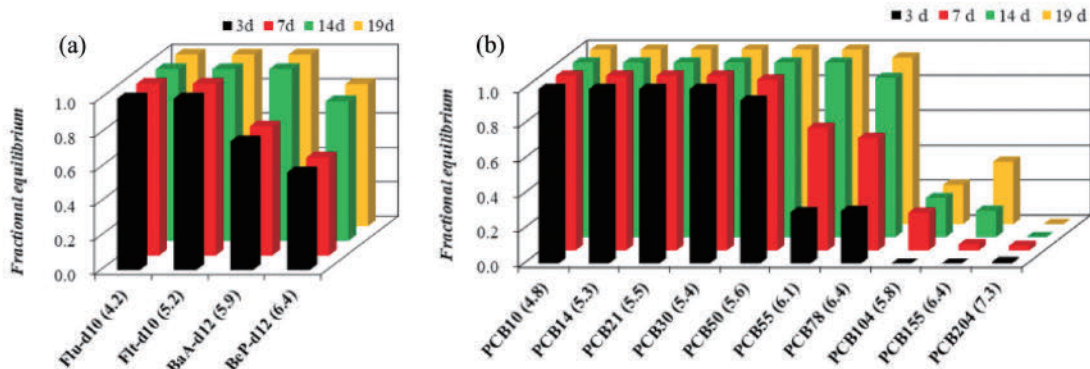 (a)
3d 7d 14d 19d
Fractional equilibrium
1.0
0.8
0.6
0.4
0.2
0.0
Flu-d10 (4.2)
Flt-d10 (5.2)
BaA-d12 (5.9)
BeP-d12 (6.4)
(b)
3 d 7 d 14 d 19 d
Fractional equilibrium
1.0
0.8
0.6
0.4
0.2
0.0
PCB10 (4.8)
PCB14 (5.3)
PCB21 (5.5)
PCB30 (5.4)
PCB50 (5.6)
PCB55 (6.1)
PCB78 (6.4)
PCB104 (5.8)
PCB155 (6.4)
PCB204 (7.3)